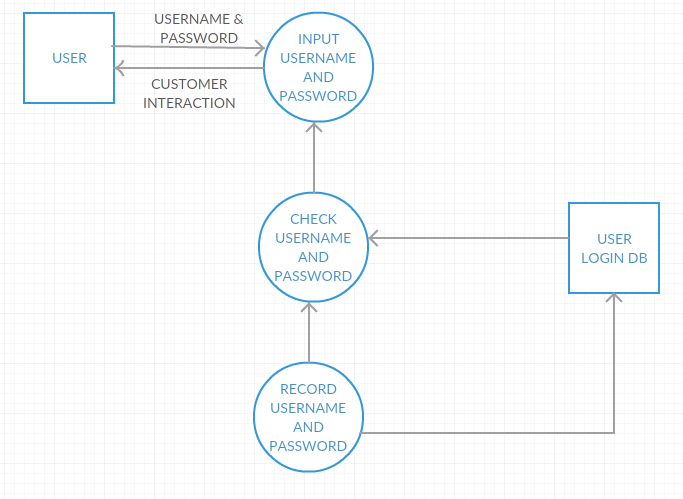 USERNAME &
PASSWORD
USER
CUSTOMER
INTERACTION
INPUT
USERNAME
AND
PASSWORD
CHECK
USERNAME
AND
PASSWORD
USER
LOGIN DB
RECORD
USERNAME
AND
PASSWORD